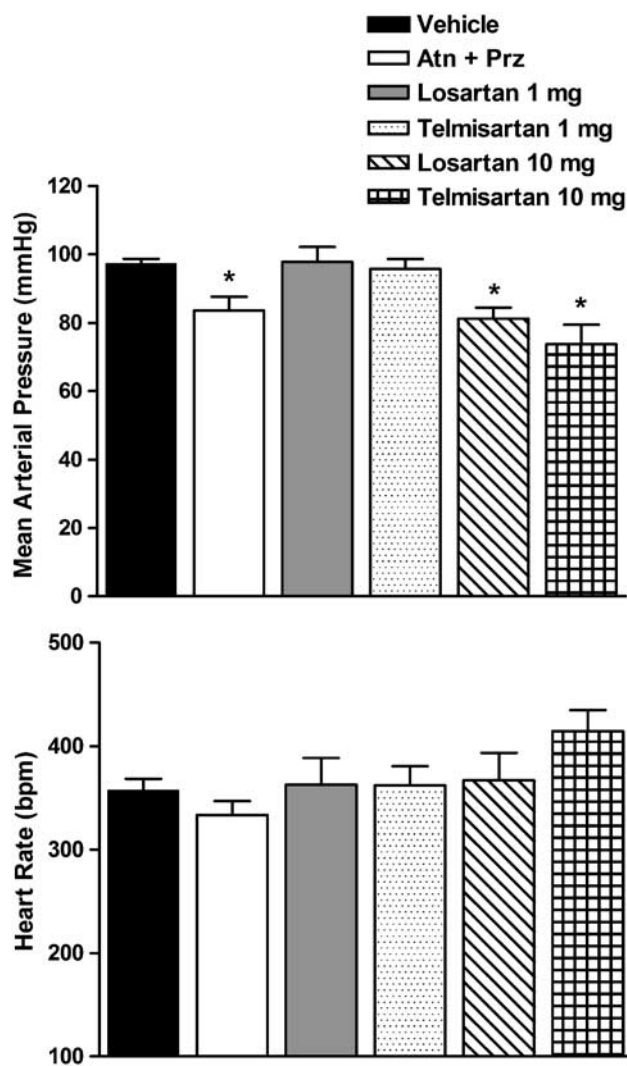 Vehicle
Atn + Prz
Losartan 1 mg
Telmisartan 1 mg
Losartan 10 mg
Telmisartan 10 mg
Mean Arterial Pressure (mmHg)
120
100
80
60
40
20
0
*
*
*
Heart Rate (bpm)
500
400
300
200
100